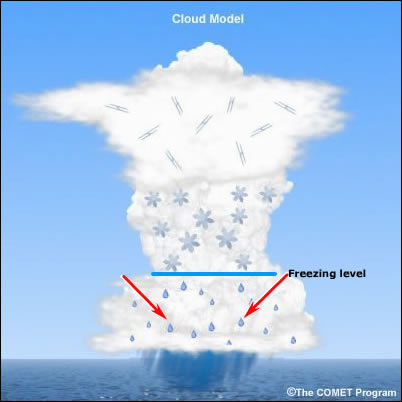 Cloud Model
Freezing level
©The COMET Program